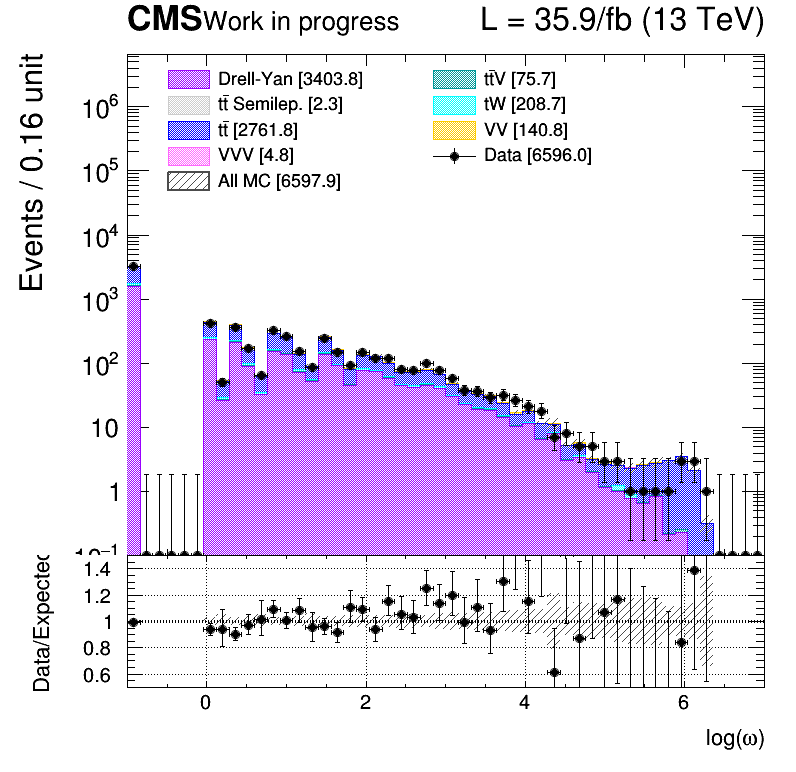 CMS Work in progress L = 35.9/fb (13 TeV)
Events / 0.16 unit
Drell-Yan [3403.8]
tt̄ Semilep. [2.3]
tt̄ [2761.8]
VVV [4.8]
All MC [6597.9]
tt̄V [75.7]
tW [208.7]
VV [140.8]
Data [6596.0]
10⁶
10⁵
10⁴
10³
10²
10
1
10⁻¹
Data/Expected
1.4
1.2
1
0.8
0.6
0 2 4 6
log(ω)